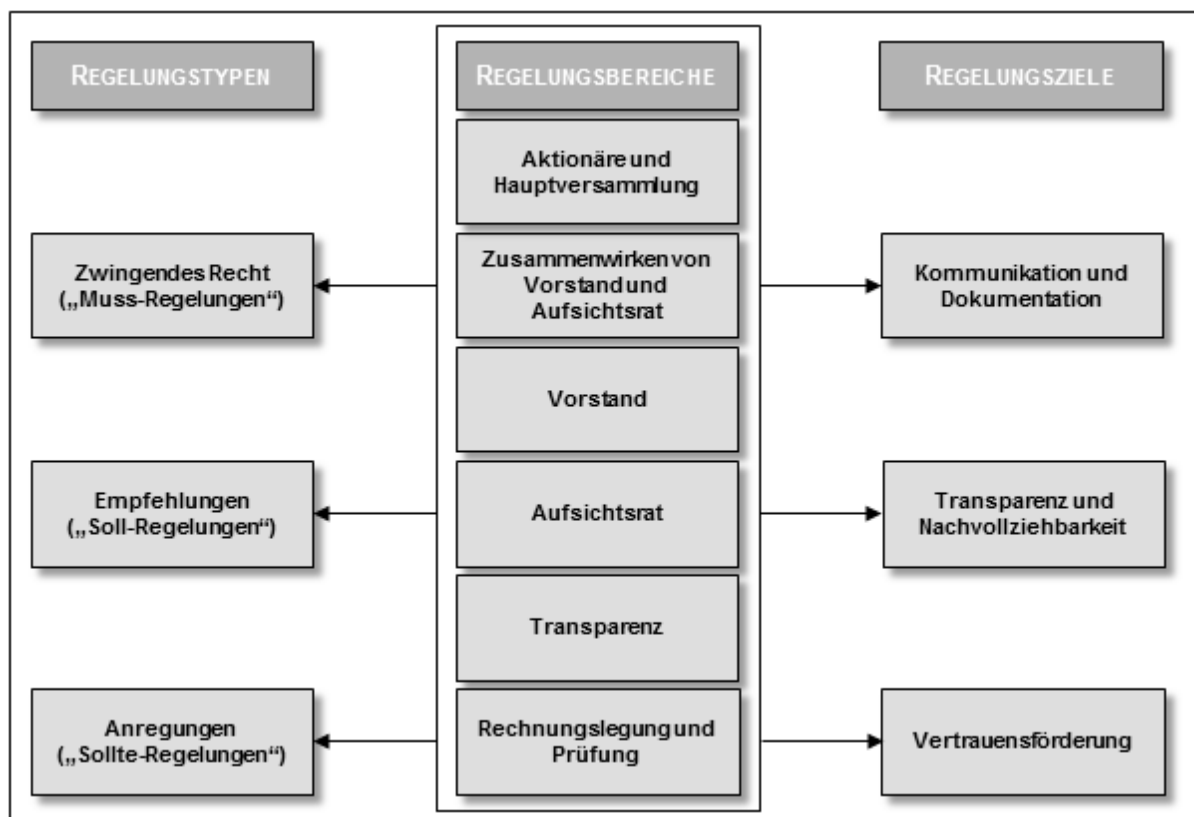 REGELUNGSTYPEN
REGELUNGSBEREICHE
REGELUNGSZIELE
Aktionäre und
Hauptversammlung
Zwingendes Recht
(„Muss-Regelungen“)
Zusammenwirken von
Vorstand und
Aufsichtsrat
Kommunikation und
Dokumentation
Vorstand
Empfehlungen
(„Soll-Regelungen“)
Aufsichtsrat
Transparenz und
Nachvollziehbarkeit
Transparenz
Anregungen
(„Sollte-Regelungen“)
Rechnungslegung und
Prüfung
Vertrauensförderung